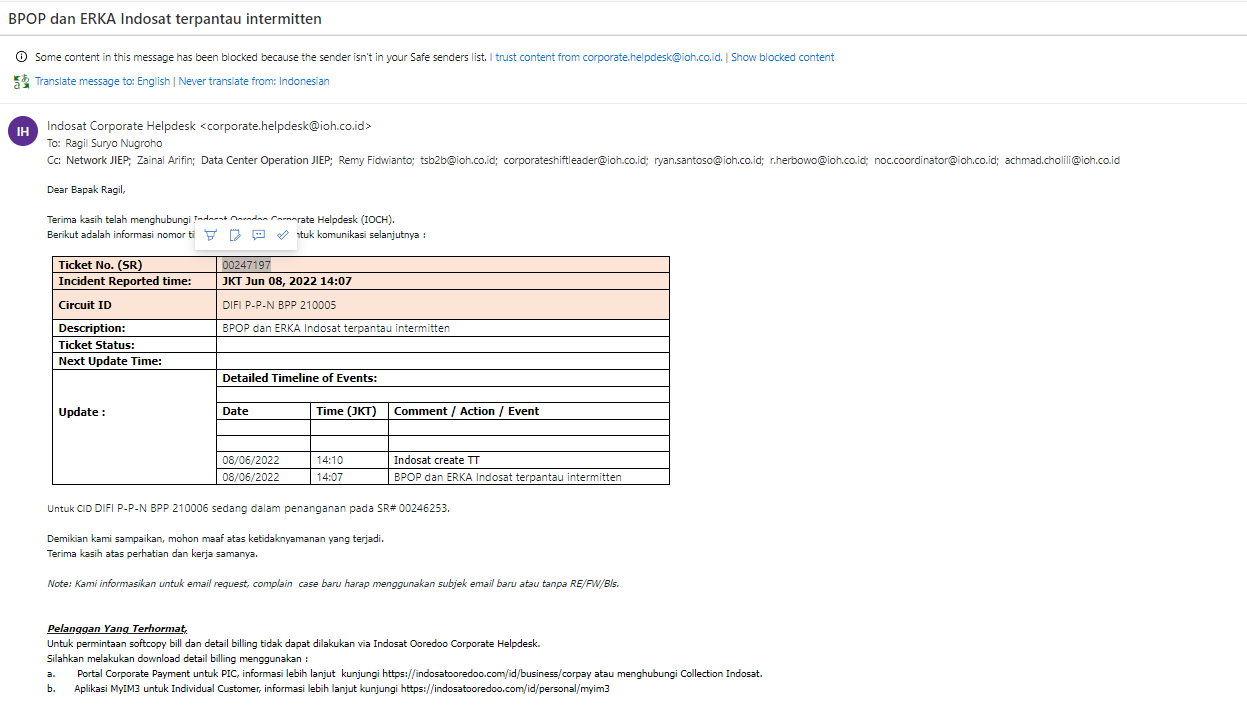 BPOP dan ERKA Indosat terpantau intermitten
Some content in this message has been blocked because the sender isn't in your Safe senders list. I trust content from corporate.helpdesk@ioh.co.id. | Show blocked content
Translate message to: English | Never translate from: Indonesian
IH
Indosat Corporate Helpdesk <corporate.helpdesk@ioh.co.id>
To: Ragil Suryo Nugroho
Cc: Network JIEP; Zainal Arifin; Data Center Operation JIEP; Remy Fidwianto; tsb2b@ioh.co.id; corporateshiftleader@ioh.co.id; ryan.santoso@ioh.co.id; r.herbowo@ioh.co.id; noc.coordinator@ioh.co.id; achmad.cholili@ioh.co.id
Dear Bapak Ragil,
Terima kasih telah menghubungi Indosat Ooredoo Corporate Helpdesk (IOCH).
Berikut adalah informasi nomor ti ntuk komunikasi selanjutnya :
Ticket No. (SR) 00247197
Incident Reported time: JKT Jun 08, 2022 14:07
Circuit ID DIFI P-P-N BPP 210005
Description: BPOP dan ERKA Indosat terpantau intermitten
Ticket Status:
Next Update Time:
Update :
Detailed Timeline of Events:
Date Time (JKT) Comment / Action / Event
08/06/2022 14:10 Indosat create TT
08/06/2022 14:07 BPOP dan ERKA Indosat terpantau intermitten
Untuk CID DIFI P-P-N BPP 210006 sedang dalam penanganan pada SR# 00246253.
Demikian kami sampaikan, mohon maaf atas ketidaknyamanan yang terjadi.
Terima kasih atas perhatian dan kerja samanya.
Note: Kami informasikan untuk email request, complain case baru harap menggunakan subjek email baru atau tanpa RE/FW/Bls.
Pelanggan Yang Terhormat,
Untuk permintaan softcopy bill dan detail billing tidak dapat dilakukan via Indosat Ooredoo Corporate Helpdesk.
Silahkan melakukan download detail billing menggunakan :
a. Portal Corporate Payment untuk PIC, informasi lebih lanjut kunjungi https://indosatooredoo.com/id/business/corpay atau menghubungi Collection Indosat.
b. Aplikasi MyIM3 untuk Individual Customer, informasi lebih lanjut kunjungi https://indosatooredoo.com/id/personal/myim3